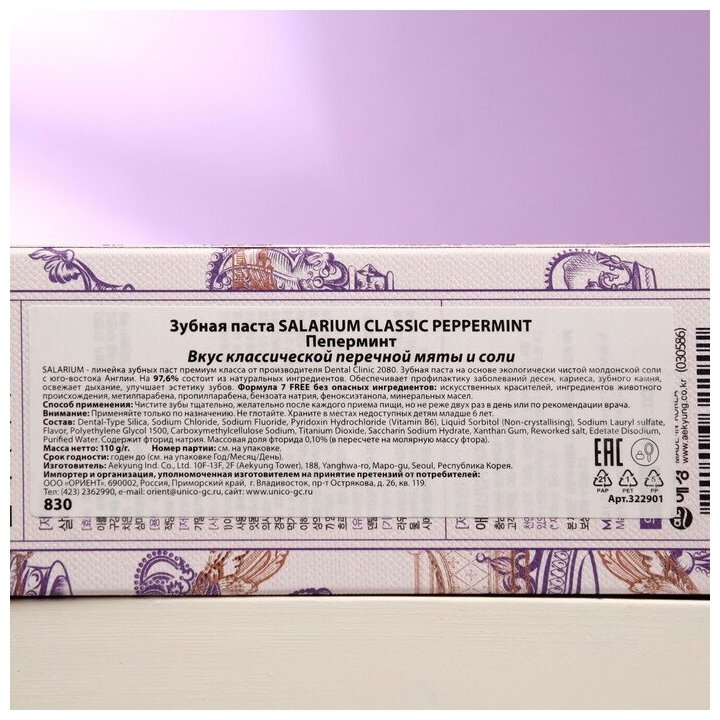 Зубная паста SALARIUM CLASSIC PEPPERMINT
Пепперминт
Вкус классической перечной мяты и соли
SALARIUM - линейка зубных паст премиум класса от производителя Dental Clinic 2080. Зубная паста на основе экологически чистой молдонской соли
с юго-востока Англии. На 97,6% состоит из натуральных ингредиентов. Обеспечивает профилактику заболеваний десен, кариеса, зубного камня,
освежает дыхание, улучшает эстетику зубов. Формула 7 FREE без опасных ингредиентов: искусственных красителей, ингредиентов животного
происхождения, метилпарабена, пропилпарабена, бензоата натрия, феноксиэтанола, минеральных масел.
Способ применения: Чистите зубы тщательно, желательно после каждого приема пищи, но не реже двух раз в день или по рекомендации врача.
Внимание: Применяйте только по назначению. Не глотайте. Храните в местах недоступных детям младше 6 лет.
Состав: Dental-Type Silica, Sodium Chloride, Sodium Fluoride, Pyridoxin Hydrochloride (Vitamin B6), Liquid Sorbitol (Non-crystallising), Sodium Lauryl sulfate,
Flavor, Polyethylene Glycol 1500, Carboxymethylcellulose Sodium, Titanium Dioxide, Saccharin Sodium Hydrate, Xanthan Gum, Reworked salt, Edetate Disodium,
Purified Water. Содержит фторид натрия. Массовая доля фторида 0,10% (в пересчете на молярную массу фтора).
Масса нетто: 110 g/г. Номер партии: см. на упаковке.
Срок годности: годен до (см. на упаковке Год/Месяц/День).
Изготовитель: Aekyung Ind. Co., Ltd. 10F-13F, 2F (Aekyung Tower), 188, Yanghwa-ro, Mapo-gu, Seoul, Республика Корея.
Импортер и организация, уполномоченная изготовителем на принятие претензий от потребителей:
ООО «ОРИЕНТ». 690002, Россия, Приморский край, г. Владивосток, пр-т Острякова, д. 26, кв. 119.
Тел: (423) 2362990, e-mail: orient@unico-gc.ru, сайт: www.unico-gc.ru
830
EAC
21 PAP
1 PET
5 PP
Арт.322901
(030586)
www.aekyung.co.kr
애경